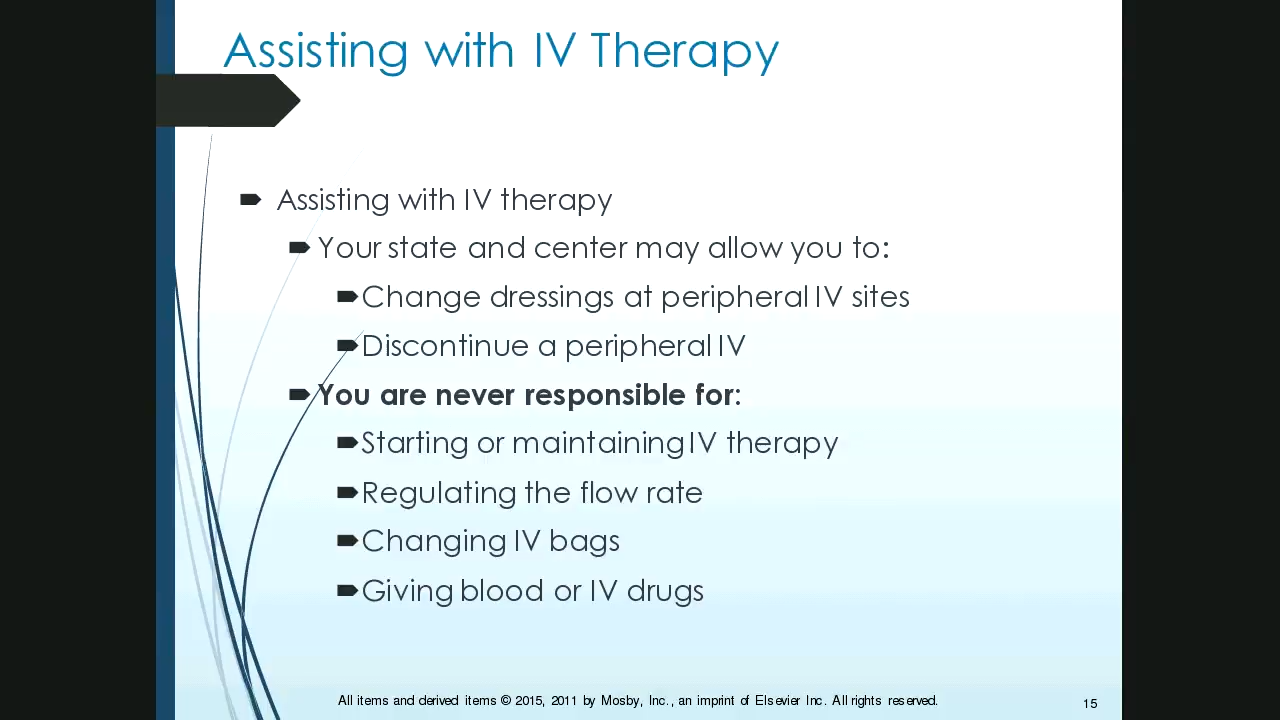 Assisting with IV Therapy
Assisting with IV therapy
Your state and center may allow you to:
Change dressings at peripheral IV sites
Discontinue a peripheral IV
You are never responsible for:
Starting or maintaining IV therapy
Regulating the flow rate
Changing IV bags
Giving blood or IV drugs
All items and derived items © 2015, 2011 by Mosby, Inc., an imprint of Elsevier Inc. All rights reserved.
15